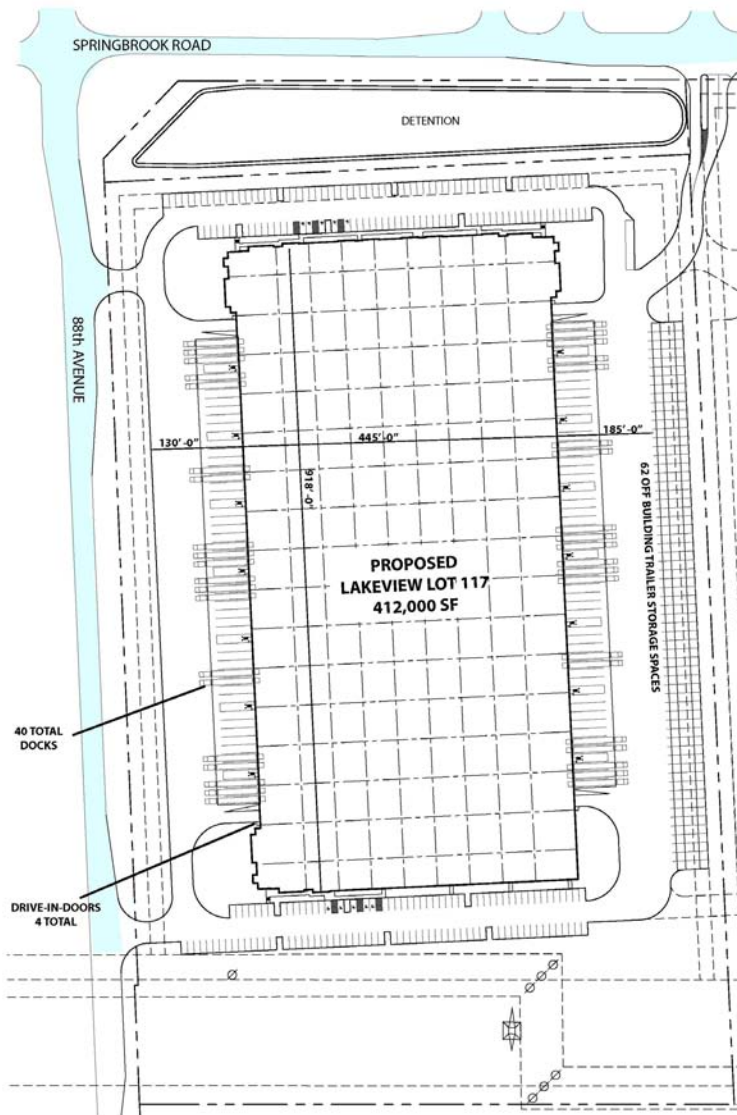 SPRINGBROOK ROAD
DETENTION
88th AVENUE
130'-0"
445'-0"
185'-0"
918'-0"
62 OFF BUILDING TRAILER STORAGE SPACES
PROPOSED
LAKEVIEW LOT 117
412,000 SF
40 TOTAL
DOCKS
DRIVE-IN-DOORS
4 TOTAL